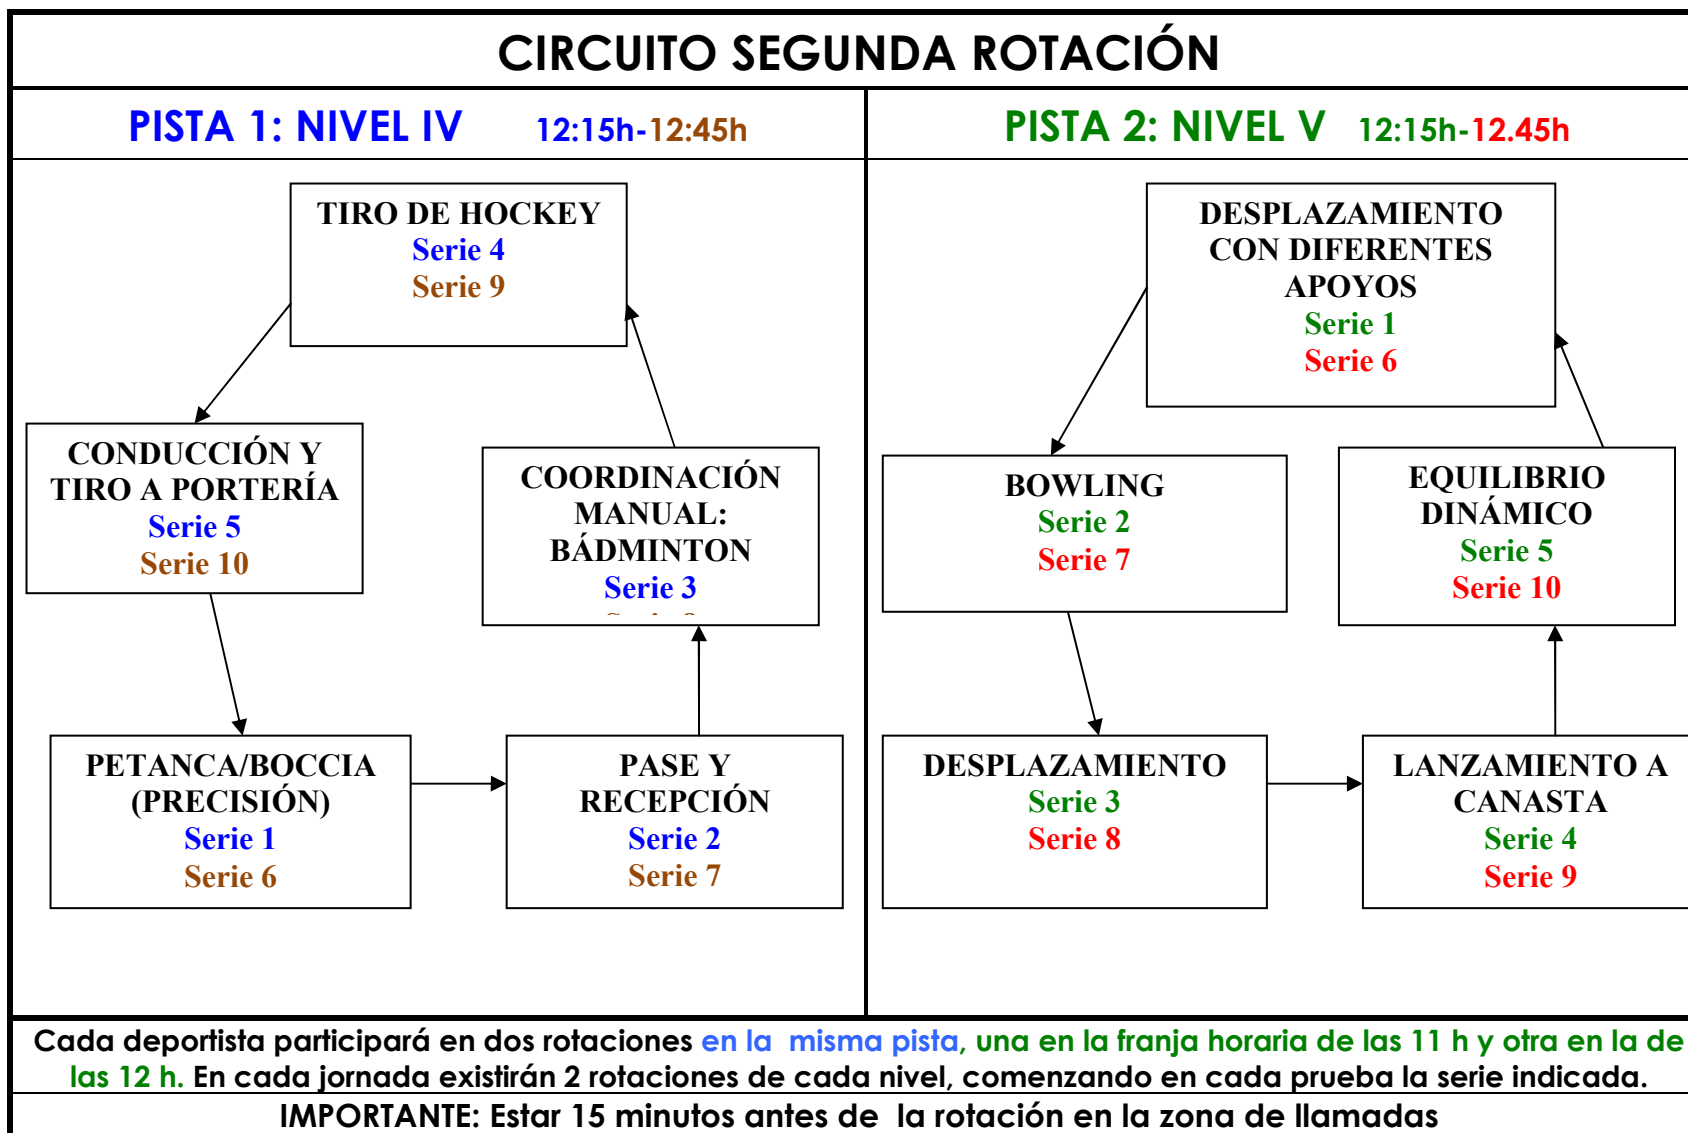 CIRCUITO SEGUNDA ROTACIÓN
PISTA 1: NIVEL IV 12:15h-12:45h
TIRO DE HOCKEY
Serie 4
Serie 9
CONDUCCIÓN Y
TIRO A PORTERÍA
Serie 5
Serie 10
COORDINACIÓN
MANUAL:
BÁDMINTON
Serie 3
PETANCA/BOCCIA
(PRECISIÓN)
Serie 1
Serie 6
PASE Y
RECEPCIÓN
Serie 2
Serie 7
PISTA 2: NIVEL V 12:15h-12.45h
DESPLAZAMIENTO
CON DIFERENTES
APOYOS
Serie 1
Serie 6
BOWLING
Serie 2
Serie 7
EQUILIBRIO
DINÁMICO
Serie 5
Serie 10
DESPLAZAMIENTO
Serie 3
Serie 8
LANZAMIENTO A
CANASTA
Serie 4
Serie 9
Cada deportista participará en dos rotaciones en la misma pista, una en la franja horaria de las 11 h y otra en la de
las 12 h. En cada jornada existirán 2 rotaciones de cada nivel, comenzando en cada prueba la serie indicada.
IMPORTANTE: Estar 15 minutos antes de la rotación en la zona de llamadas